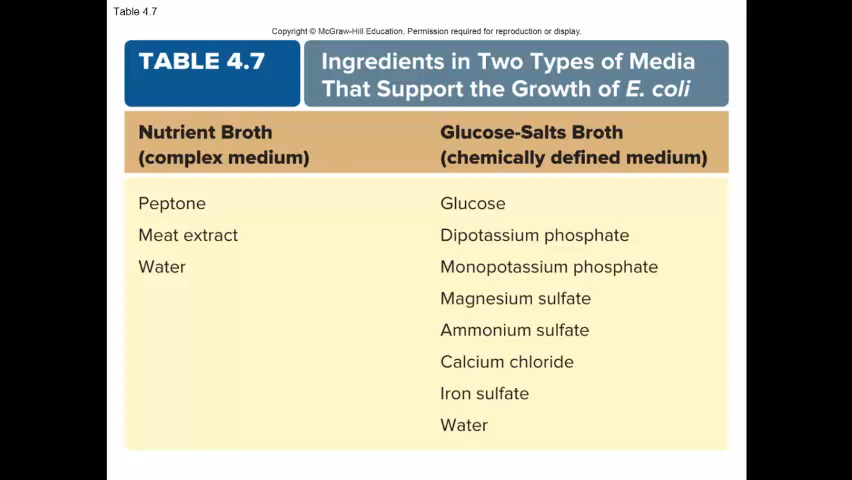 Table 4.7
Copyright © McGraw-Hill Education. Permission required for reproduction or display.
TABLE 4.7
Ingredients in Two Types of Media
That Support the Growth of E. coli
Nutrient Broth
(complex medium)
Glucose-Salts Broth
(chemically defined medium)
Peptone
Meat extract
Water
Glucose
Dipotassium phosphate
Monopotassium phosphate
Magnesium sulfate
Ammonium sulfate
Calcium chloride
Iron sulfate
Water